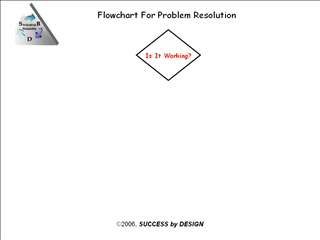 Flowchart For Problem Resolution
S B
D
Is It Working?
©2006, SUCCESS by DESIGN